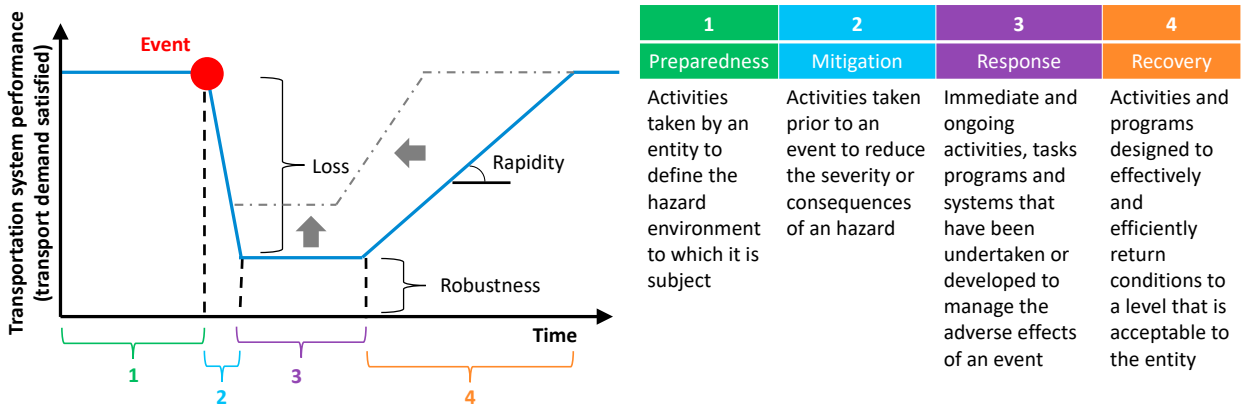 Transportation system performance
(transport demand satisfied)
Event
Loss
Rapidity
Robustness
Time
1
2
3
4
1
2
3
4
Preparedness
Mitigation
Response
Recovery
Activities
taken by an
entity to
define the
hazard
environment
to which it is
subject
Activities taken
prior to an
event to reduce
the severity or
consequences
of an hazard
Immediate and
ongoing
activities, tasks
programs and
systems that
have been
undertaken or
developed to
manage the
adverse effects
of an event
Activities and
programs
designed to
effectively
and
efficiently
return
conditions to
a level that is
acceptable to
the entity